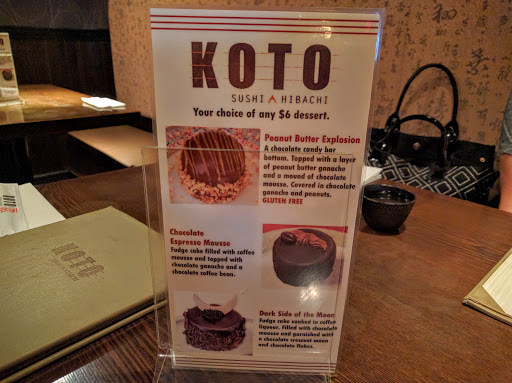 KOTO
SUSHI HIBACHI
Your choice of any $6 dessert.
Peanut Butter Explosion
A chocolate candy bar
bottom. Topped with a layer
of peanut butter ganache
and a mound of chocolate
mousse. Covered in chocolate
ganache and peanuts.
GLUTEN FREE
Chocolate
Espresso Mousse
Fudge cake filled with coffee
mousse and topped with
chocolate ganache and a
chocolate coffee bean.
Dark Side of the Moon
Fudge cake soaked in coffee
liqueur. Filled with chocolate
mousse and garnished with
a chocolate crescent moon
and chocolate flakes.
KOTO